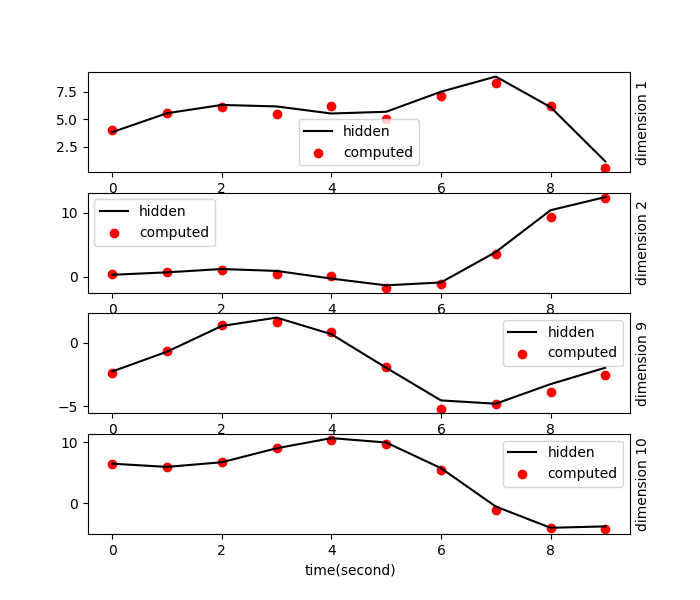 7.5
5.0
2.5
hidden
computed
dimension 1
0 2 4 6 8
10
0
hidden
computed
dimension 2
0 2 4 6 8
0
−5
hidden
computed
dimension 9
0 2 4 6 8
10
0
hidden
computed
dimension 10
0 2 4 6 8
time(second)